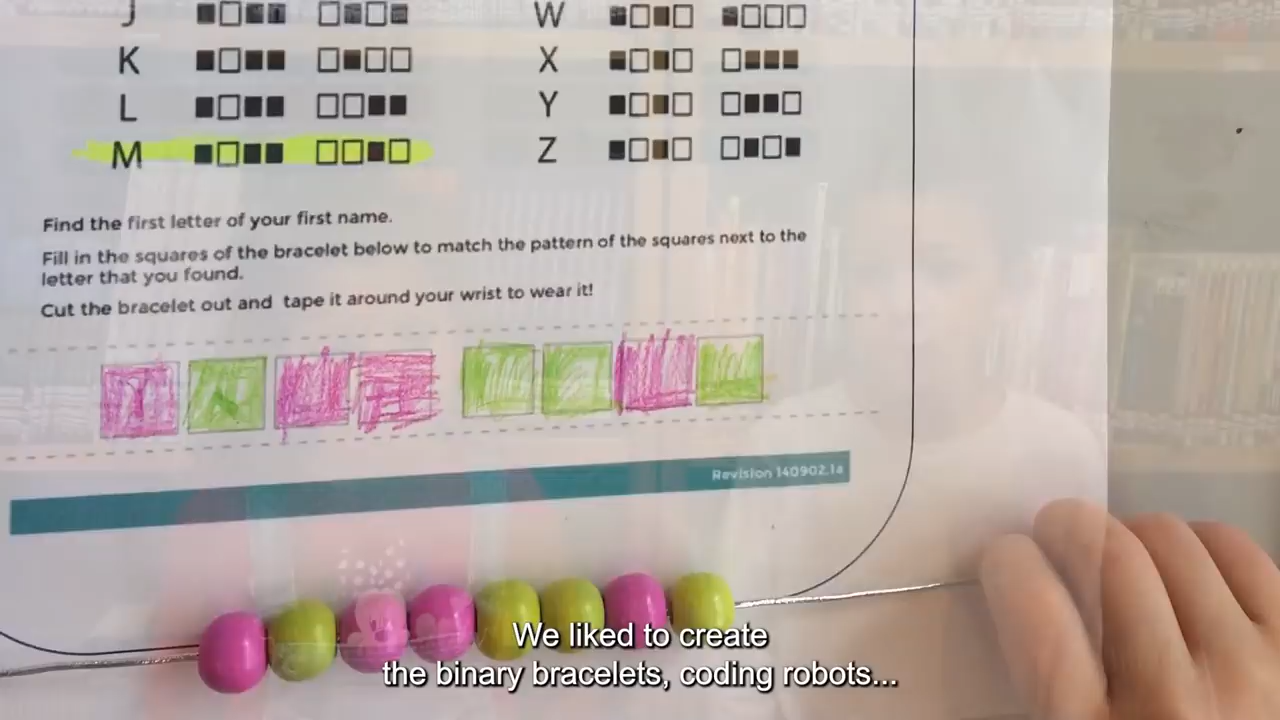 J W
K X
L Y
M Z
Find the first letter of your first name.
Fill in the squares of the bracelet below to match the pattern of the squares next to the
letter that you found.
Cut the bracelet out and tape it around your wrist to wear it!
Revision 140902.1a
We liked to create
the binary bracelets, coding robots...